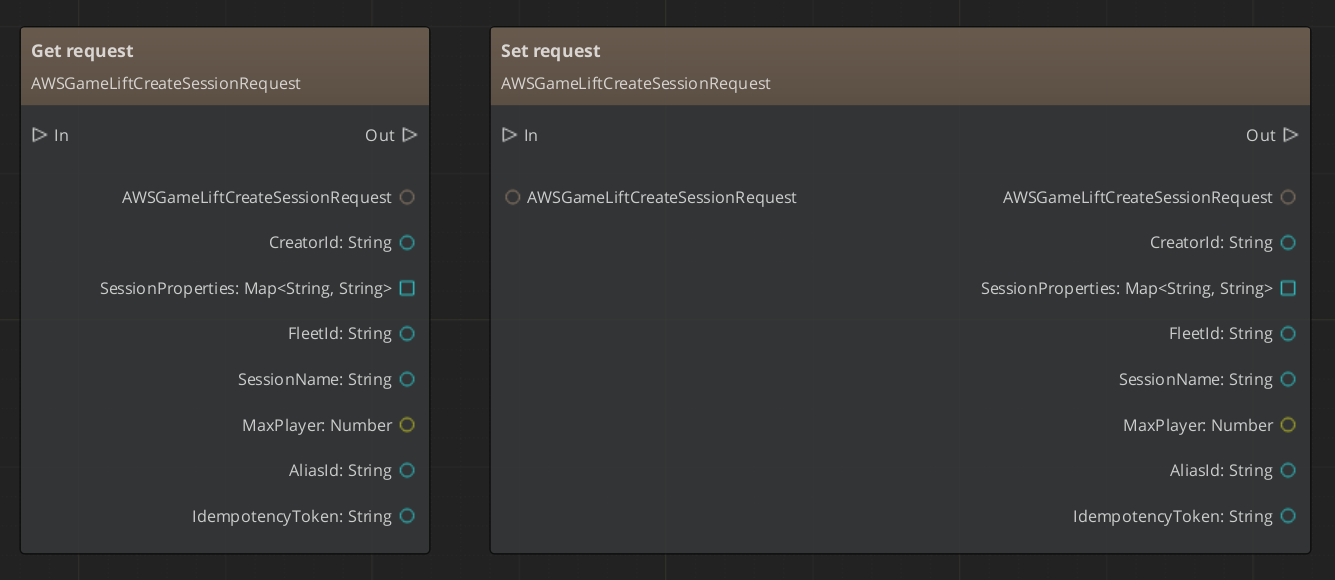 Get request
AWSGameLiftCreateSessionRequest
In
Out
AWSGameLiftCreateSessionRequest
CreatorId: String
SessionProperties: Map<String, String>
FleetId: String
SessionName: String
MaxPlayer: Number
AliasId: String
IdempotencyToken: String
Set request
AWSGameLiftCreateSessionRequest
In
Out
AWSGameLiftCreateSessionRequest
AWSGameLiftCreateSessionRequest
CreatorId: String
SessionProperties: Map<String, String>
FleetId: String
SessionName: String
MaxPlayer: Number
AliasId: String
IdempotencyToken: String